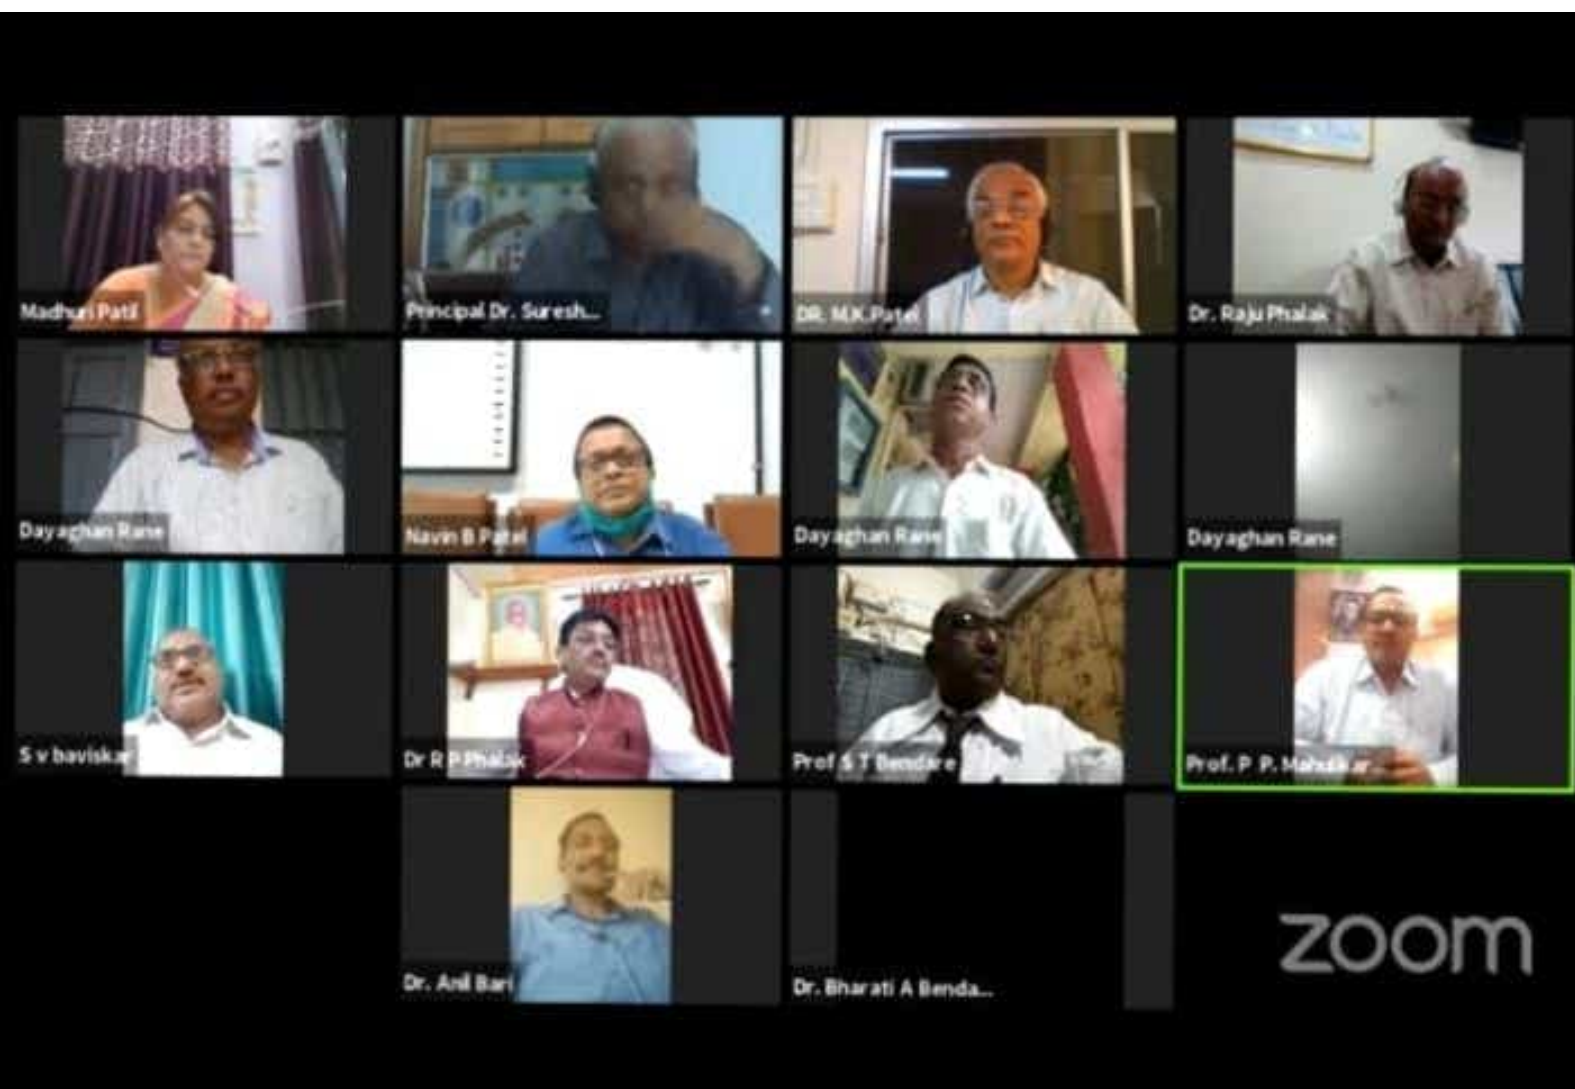 Madhuri Patil
Principal Dr. Suresh...
DR. M.K.Patel
Dr. Raju Phalak
Dayaghan Rane
Navin B Patel
Dayaghan Rane
Dayaghan Rane
S v baviskar
Dr R P Phalak
Prof S T Bendare
Prof. P P.
Dr. Anil Bari
Dr. Bharati A Benda...
zoom